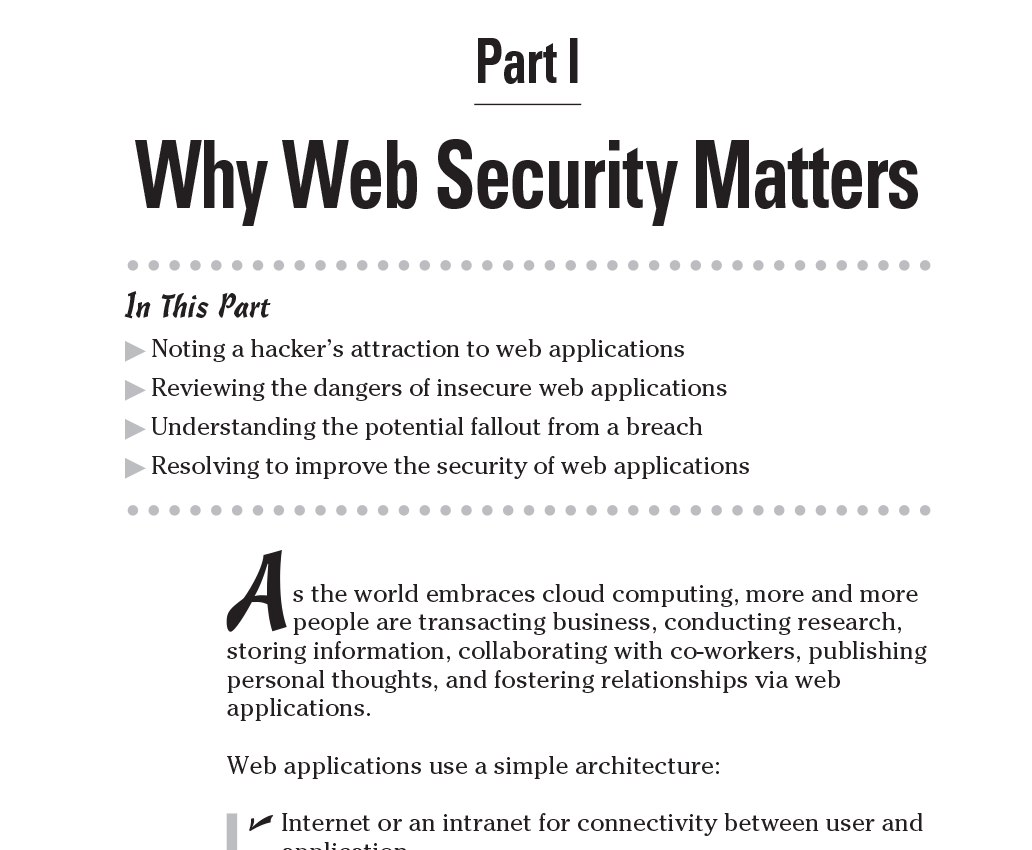 Part I
Why Web Security Matters
In This Part
Noting a hacker’s attraction to web applications
Reviewing the dangers of insecure web applications
Understanding the potential fallout from a breach
Resolving to improve the security of web applications
As the world embraces cloud computing, more and more
people are transacting business, conducting research,
storing information, collaborating with co-workers, publishing
personal thoughts, and fostering relationships via web
applications.
Web applications use a simple architecture:
Internet or an intranet for connectivity between user and
application